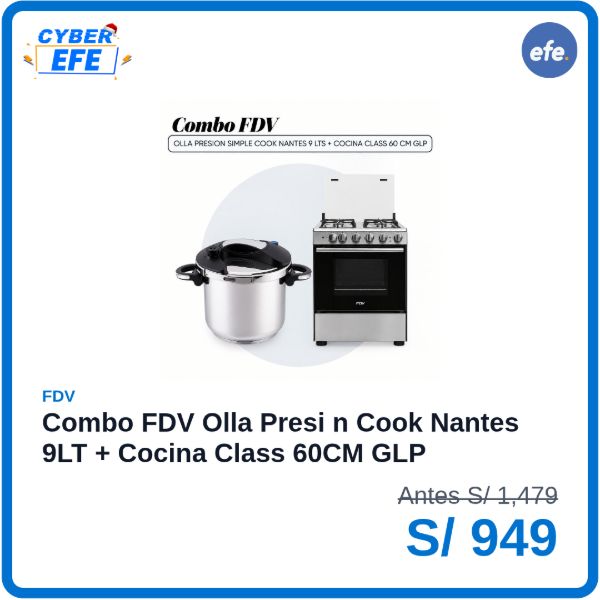 CYBER
EFE
efe.
Combo FDV
OLLA PRESION SIMPLE COOK NANTES 9 LTS + COCINA CLASS 60 CM GLP
FDV
FDV
Combo FDV Olla Presi n Cook Nantes
9LT + Cocina Class 60CM GLP
Antes S/ 1,479
S/ 949